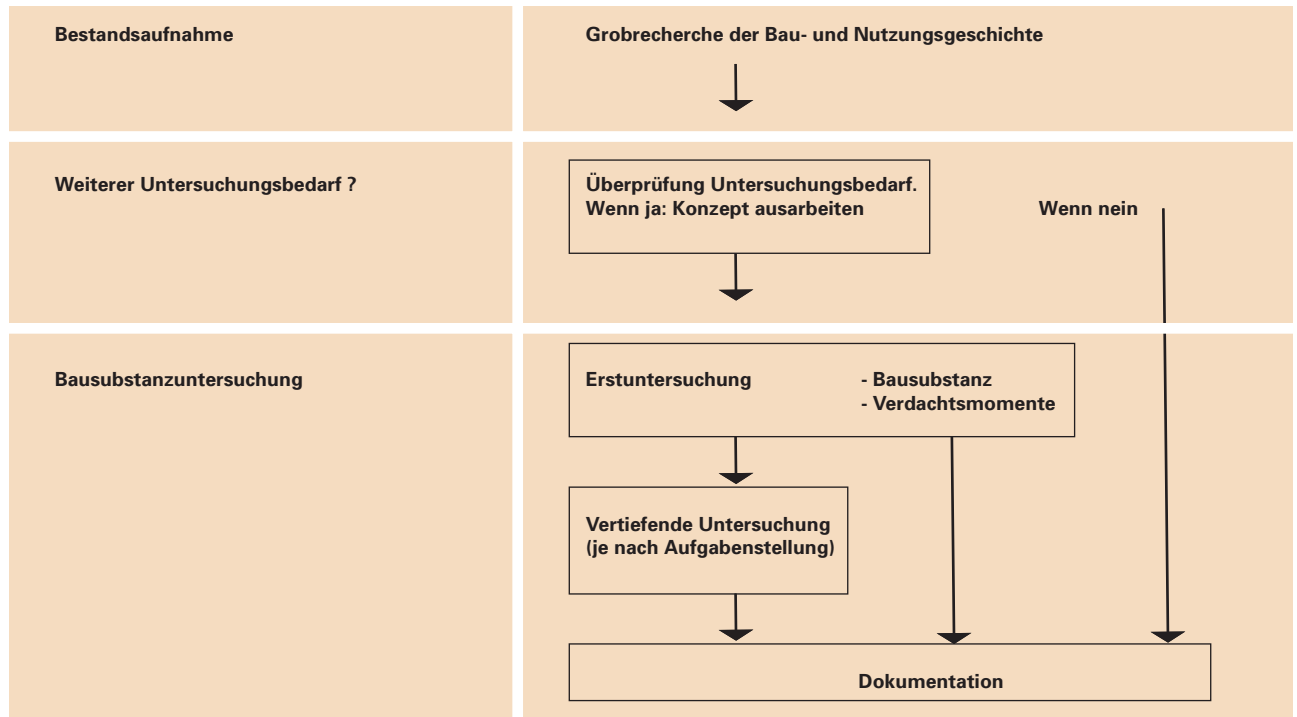 Bestandsaufnahme
Grobrecherche der Bau- und Nutzungsgeschichte
Weiterer Untersuchungsbedarf ?
Überprüfung Untersuchungsbedarf.
Wenn ja: Konzept ausarbeiten
Wenn nein
Bausubstanzuntersuchung
Erstuntersuchung
- Bausubstanz
- Verdachtsmomente
Vertiefende Untersuchung
(je nach Aufgabenstellung)
Dokumentation